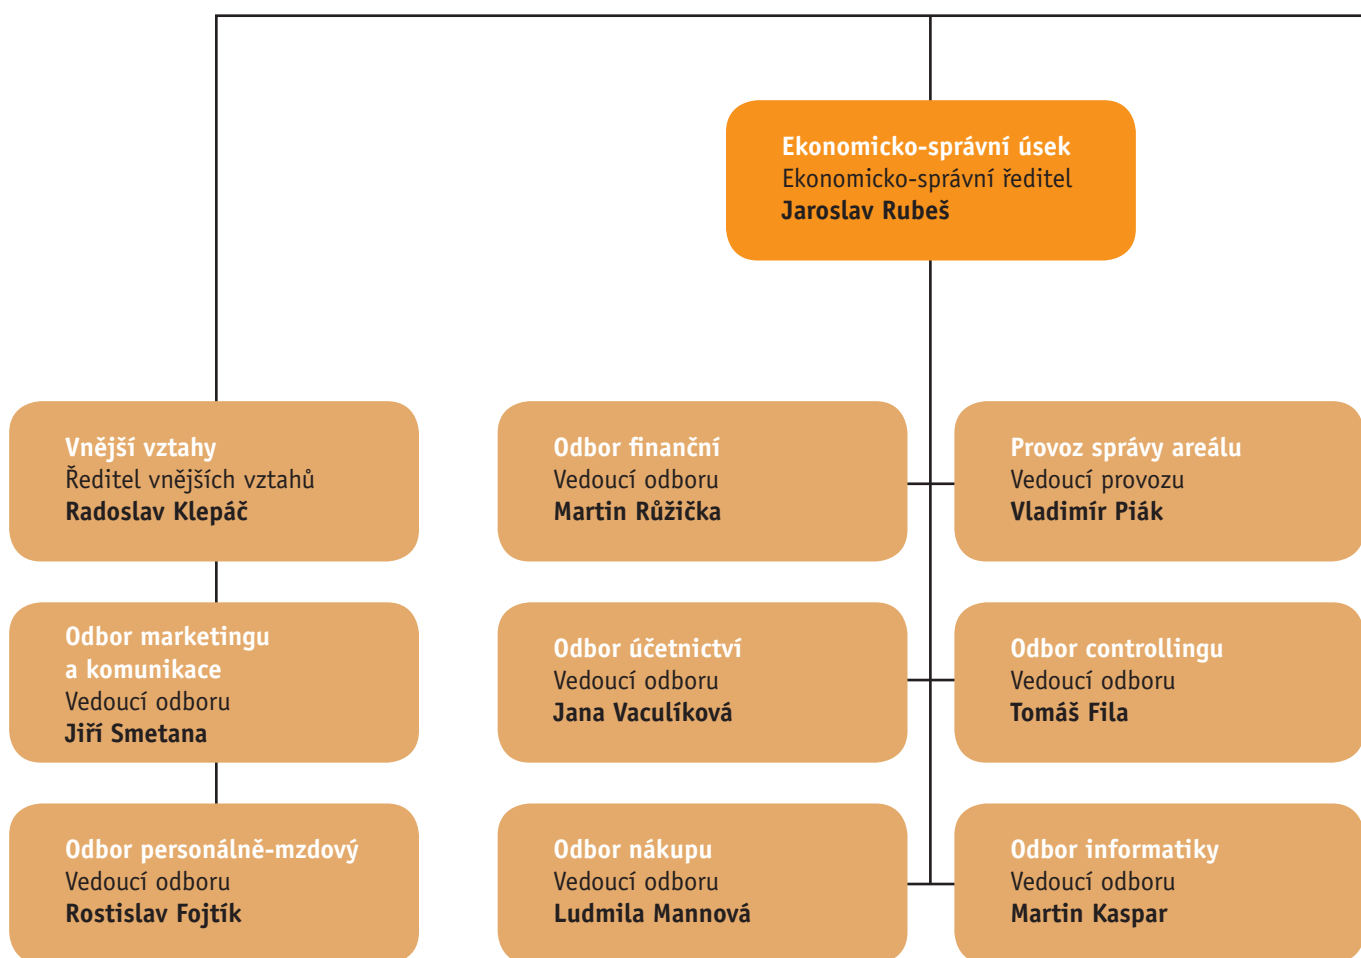 Ekonomicko-správní úsek
Ekonomicko-správní ředitel
Jaroslav Rubeš
Vnější vztahy
Ředitel vnějších vztahů
Radoslav Klepáč
Odbor finanční
Vedoucí odboru
Martin Růžička
Provoz správy areálu
Vedoucí provozu
Vladimír Piák
Odbor marketingu
a komunikace
Vedoucí odboru
Jiří Smetana
Odbor účetnictví
Vedoucí odboru
Jana Vaculíková
Odbor controllingu
Vedoucí odboru
Tomáš Fila
Odbor personálně-mzdový
Vedoucí odboru
Rostislav Fojtík
Odbor nákupu
Vedoucí odboru
Ludmila Mannová
Odbor informatiky
Vedoucí odboru
Martin Kaspar